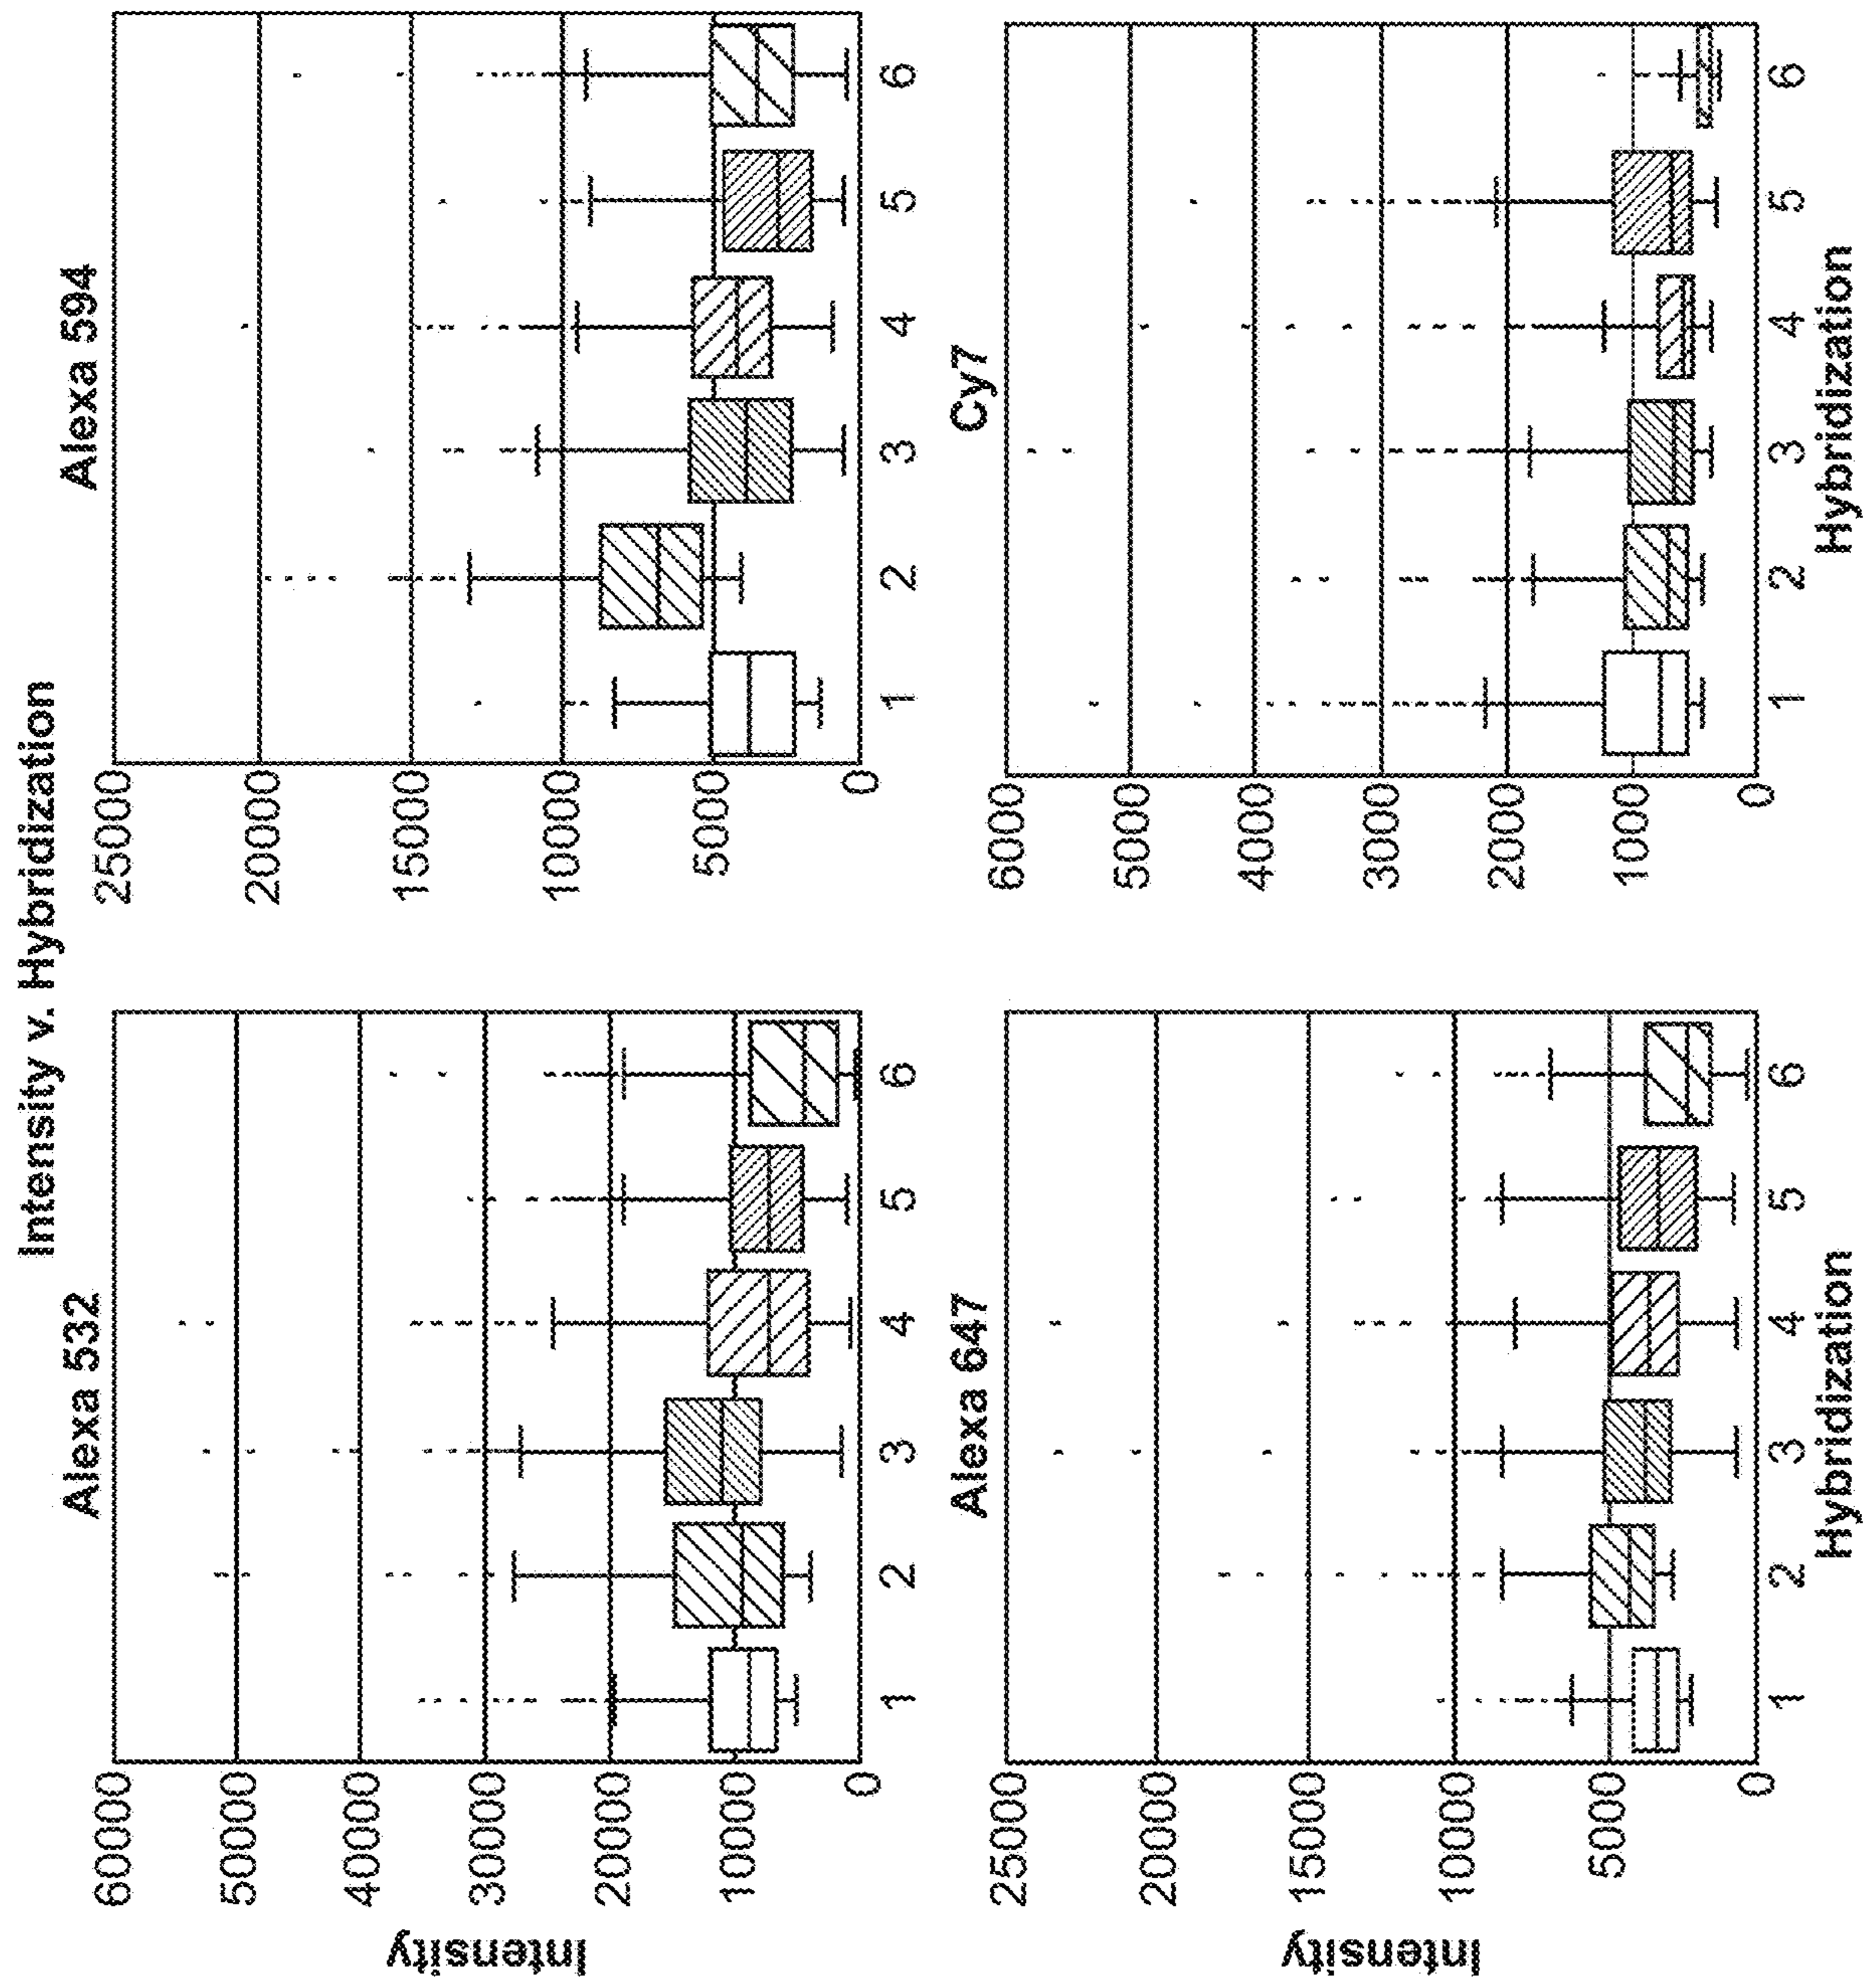 Intensity v. Hybridization
Alexa 532
Intensity
60000
50000
40000
30000
20000
10000
0
1 2 3 4 5 6
Alexa 594
25000
20000
15000
10000
5000
0
1 2 3 4 5 6
Alexa 647
Intensity
25000
20000
15000
10000
5000
0
1 2 3 4 5 6
Hybridization
Cy7
6000
5000
4000
3000
2000
1000
0
1 2 3 4 5 6
Hybridization